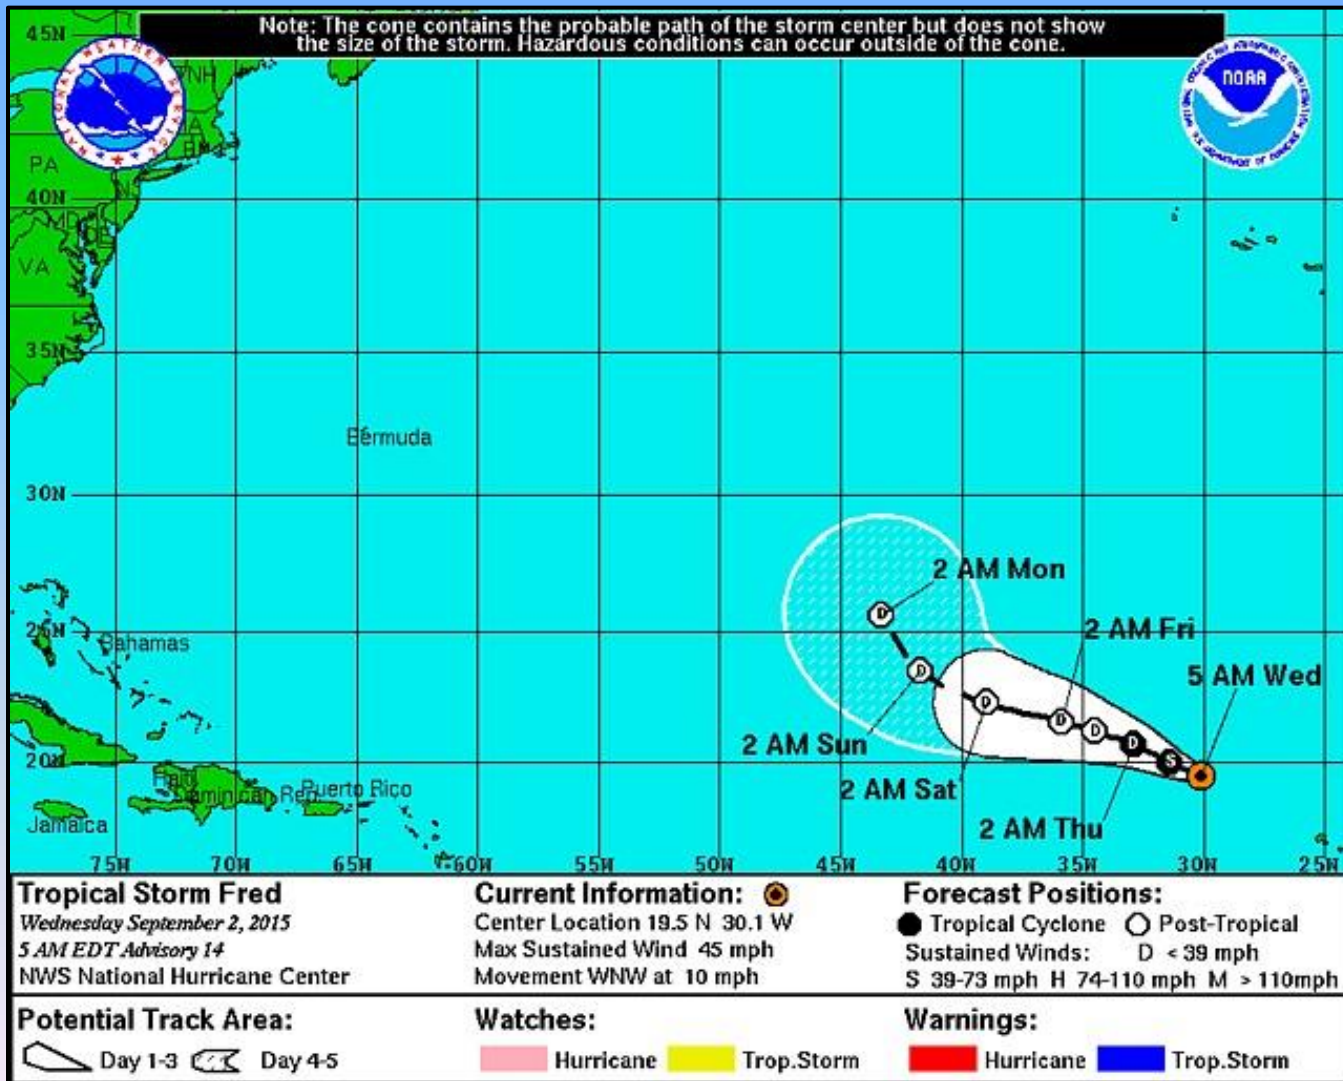 Note: The cone contains the probable path of the storm center but does not show
the size of the storm. Hazardous conditions can occur outside of the cone.
45N
NATIONAL WEATHER SERVICE
NH
NOAA
PA
40N
NJ
MD
DE
VA
35N
Bermuda
30N
2 AM Mon
D
25N
2 AM Fri
Bahamas
5 AM Wed
D
D
D
D
D
S
2 AM Sun
20N
2 AM Sat
Haiti
Dominican Rep.
Puerto Rico
2 AM Thu
Jamaica
75W 70W 65W 60W 55W 50W 45W 40W 35W 30W 25W
Tropical Storm Fred
Wednesday September 2, 2015
5 AM EDT Advisory 14
NWS National Hurricane Center
Current Information:
Center Location 19.5 N 30.1 W
Max Sustained Wind 45 mph
Movement WNW at 10 mph
Forecast Positions:
Tropical Cyclone Post-Tropical
Sustained Winds: D < 39 mph
S 39-73 mph H 74-110 mph M > 110mph
Potential Track Area:
Day 1-3 Day 4-5
Watches:
Hurricane Trop.Storm
Warnings:
Hurricane Trop.Storm